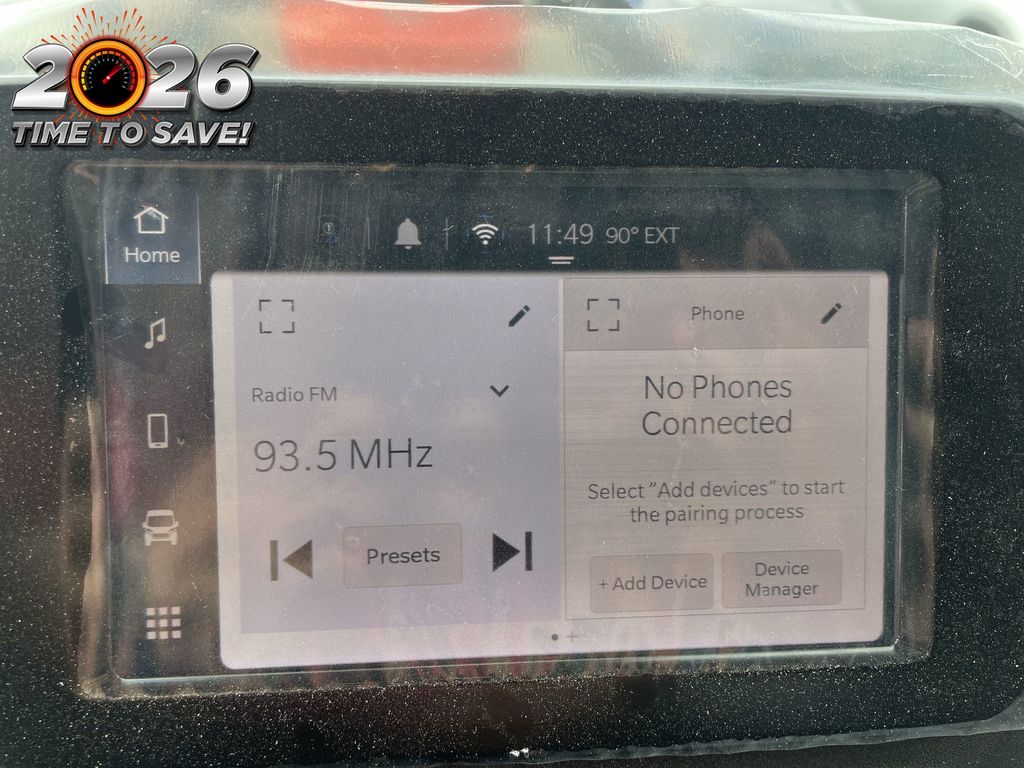 2026
TIME TO SAVE!
Home
11:49 90° EXT
Phone
Radio FM
93.5 MHz
Presets
No Phones
Connected
Select "Add devices" to start
the pairing process
+ Add Device
Device
Manager